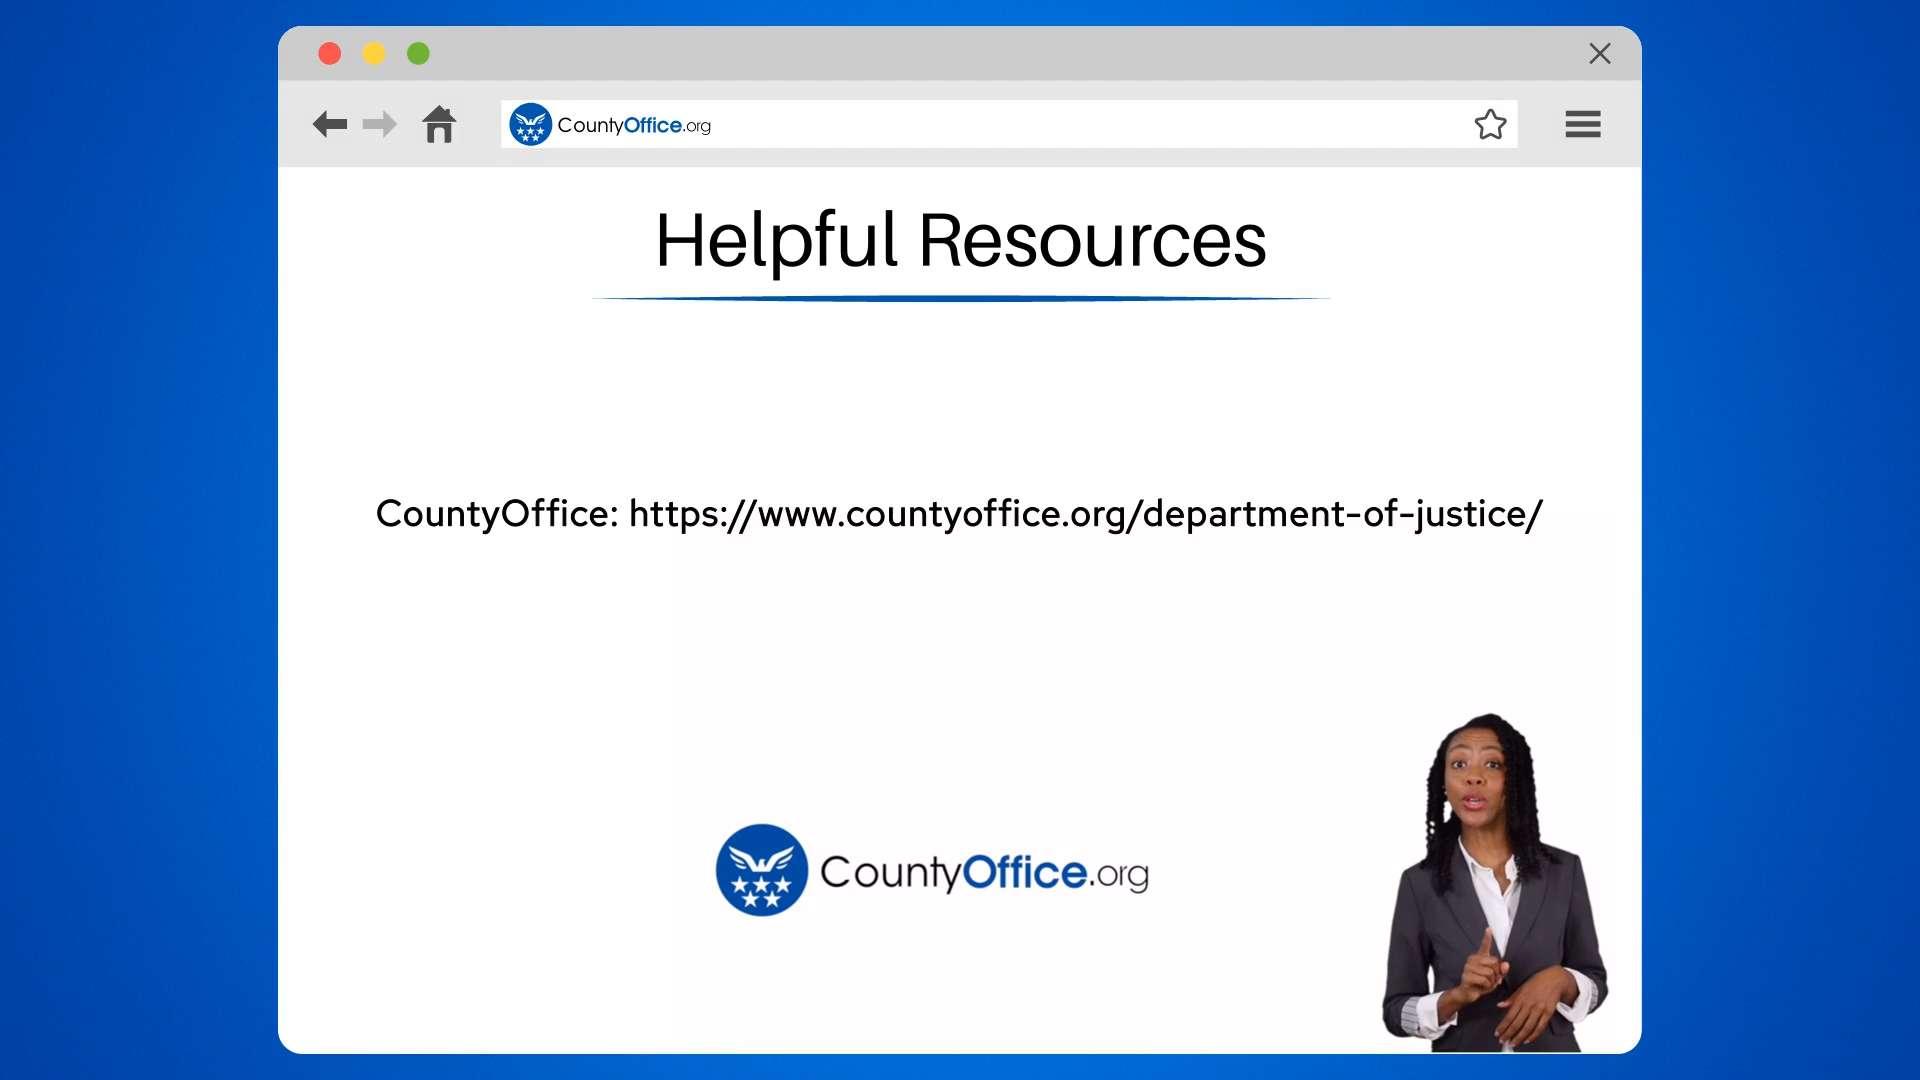 CountyOffice.org
Helpful Resources
CountyOffice: https://www.countyoffice.org/department-of-justice/
CountyOffice.org